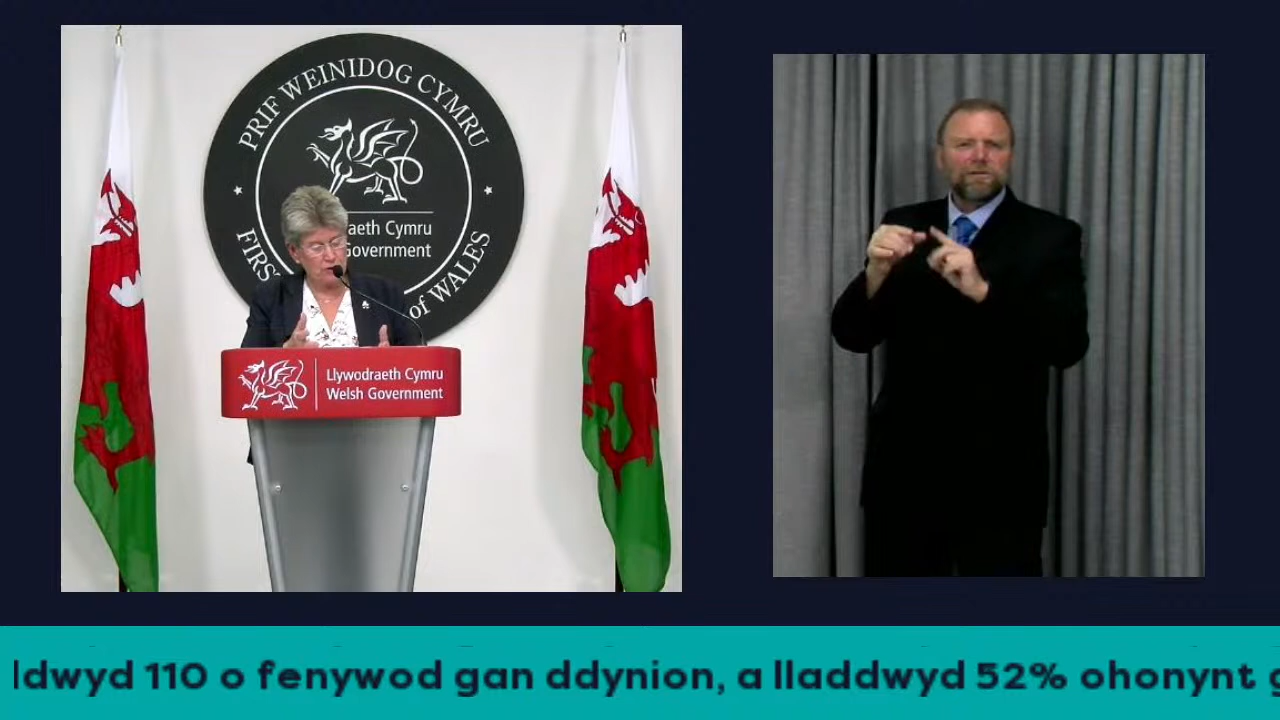 PRIF WEINIDOG CYMRU
aeth Cymru
Government
FIRS
of WALES
Llywodraeth Cymru
Welsh Government
ldwyd 110 o fenywod gan ddynion, a lladdwyd 52% ohonynt g